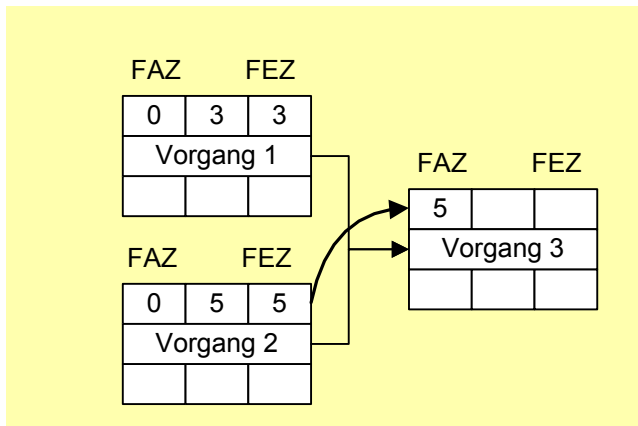 FAZ FEZ
0 3 3
Vorgang 1
FAZ FEZ
0 5 5
Vorgang 2
FAZ FEZ
5
Vorgang 3